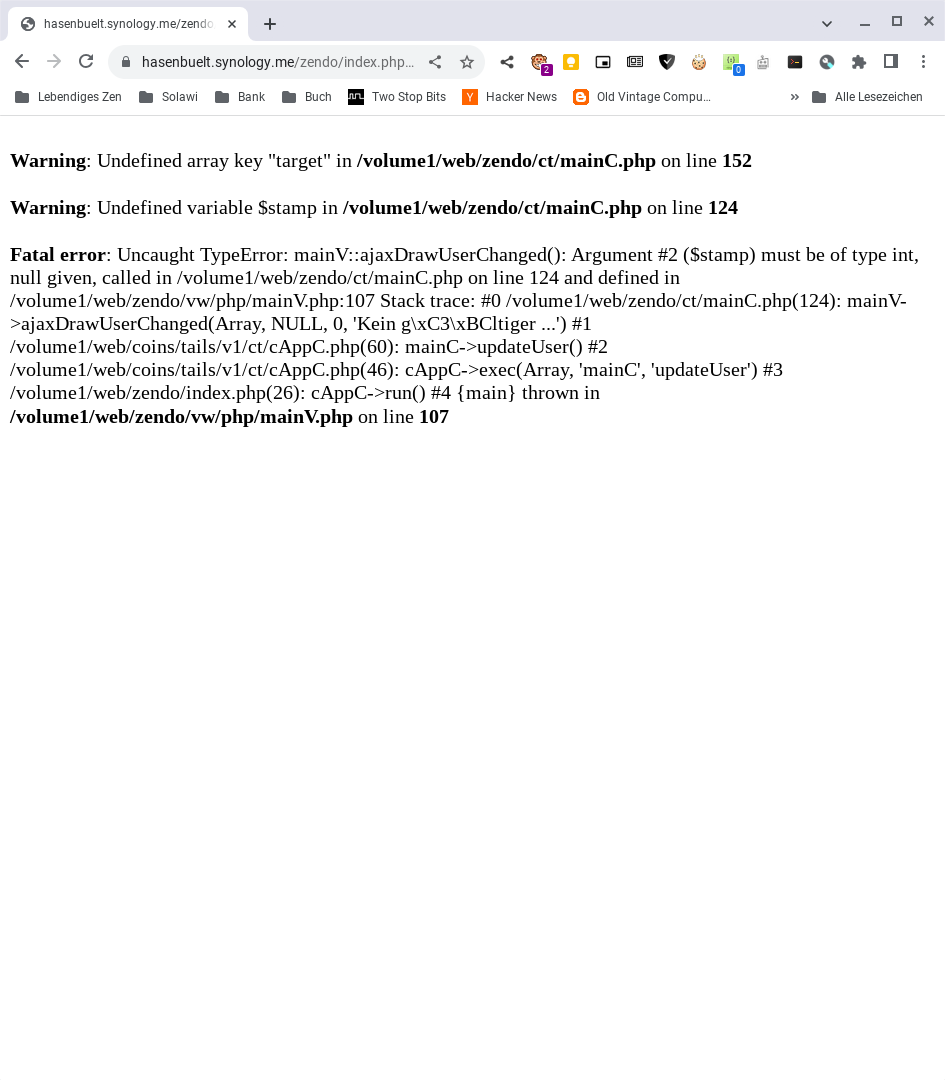 hasenbuelt.synology.me/zendo
hasenbuelt.synology.me/zendo/index.php…
2
0
Lebendiges Zen
Solawi
Bank
Buch
Two Stop Bits
Y
Hacker News
Old Vintage Compu…
»
Alle Lesezeichen
Warning: Undefined array key "target" in /volume1/web/zendo/ct/mainC.php on line 152
Warning: Undefined variable $stamp in /volume1/web/zendo/ct/mainC.php on line 124
Fatal error: Uncaught TypeError: mainV::ajaxDrawUserChanged(): Argument #2 ($stamp) must be of type int,
null given, called in /volume1/web/zendo/ct/mainC.php on line 124 and defined in
/volume1/web/zendo/vw/php/mainV.php:107 Stack trace: #0 /volume1/web/zendo/ct/mainC.php(124): mainV-
>ajaxDrawUserChanged(Array, NULL, 0, 'Kein g\xC3\xBCltiger ...') #1
/volume1/web/coins/tails/v1/ct/cAppC.php(60): mainC->updateUser() #2
/volume1/web/coins/tails/v1/ct/cAppC.php(46): cAppC->exec(Array, 'mainC', 'updateUser') #3
/volume1/web/zendo/index.php(26): cAppC->run() #4 {main} thrown in
/volume1/web/zendo/vw/php/mainV.php on line 107